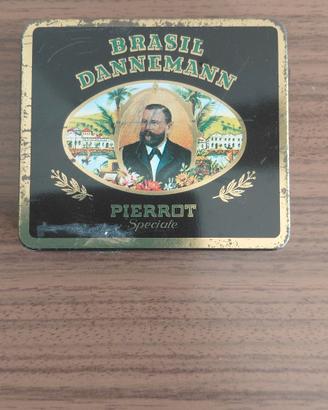 BRASIL
DANNEMANN
PIERROT
Speciale